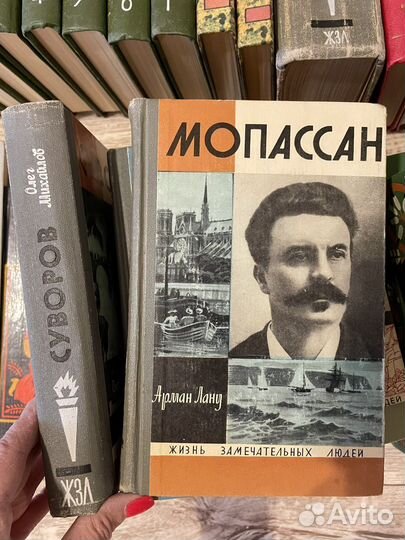 ЖЗЛ
МОПАССАН
Арман Лану
ЖИЗНЬ ЗАМЕЧАТЕЛЬНЫХ ЛЮДЕЙ
Олег
Михайлов
СУВОРОВ
ЖЗЛ
Avito